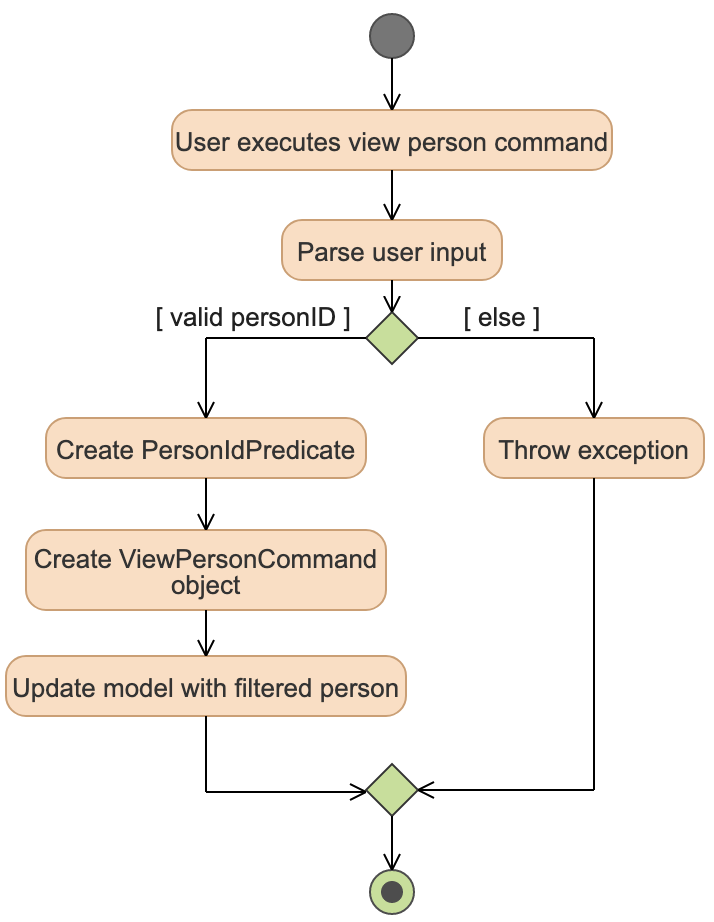 User executes view person command
Parse user input
[ valid personID ]
[ else ]
Create PersonIdPredicate
Throw exception
Create ViewPersonCommand
object
Update model with filtered person